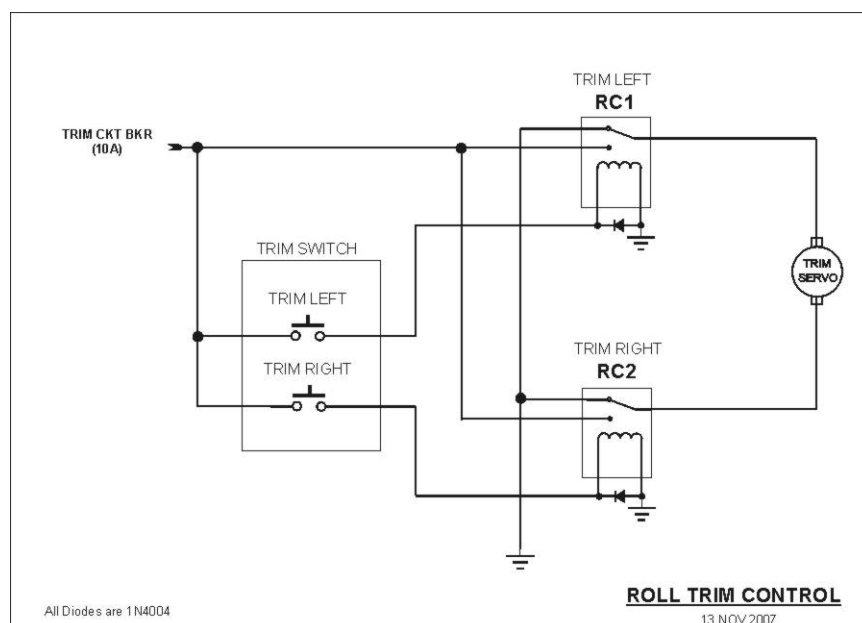 TRIM LEFT
RC1
TRIM CKT BKR
(10A)
TRIM SWITCH
TRIM LEFT
TRIM RIGHT
TRIM
SERVO
TRIM RIGHT
RC2
ROLL TRIM CONTROL
All Diodes are 1N4004
13 NOV 2007